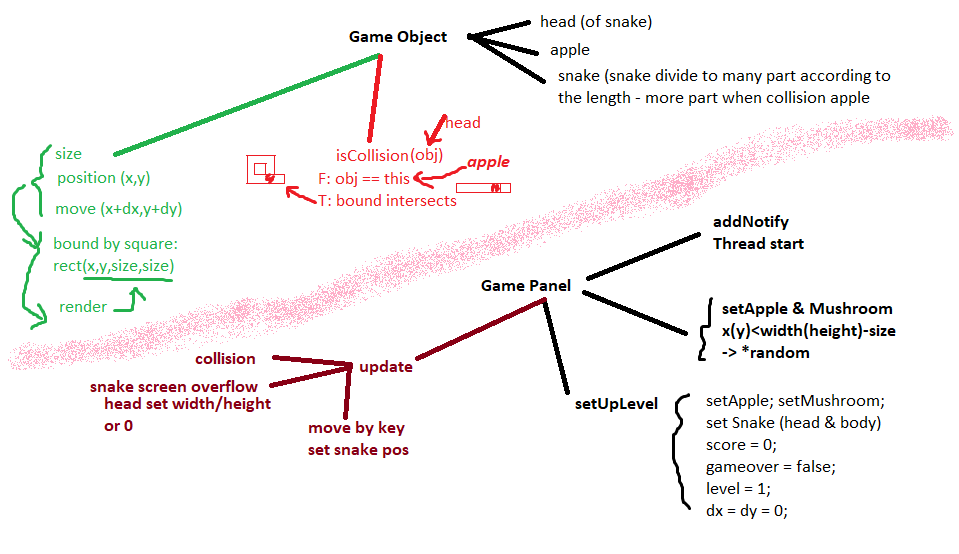 Game Object
head (of snake)
apple
snake (snake divide to many part according to
the length - more part when collision apple
head
isCollision(obj)
apple
F: obj == this
T: bound intersects
size
position (x,y)
move (x+dx,y+dy)
bound by square:
rect(x,y,size,size)
render
Game Panel
addNotify
Thread start
setApple & Mushroom
x(y)<width(height)-size
-> *random
update
collision
snake screen overflow
head set width/height
or 0
move by key
set snake pos
setUpLevel
setApple; setMushroom;
set Snake (head & body)
score = 0;
gameover = false;
level = 1;
dx = dy = 0;